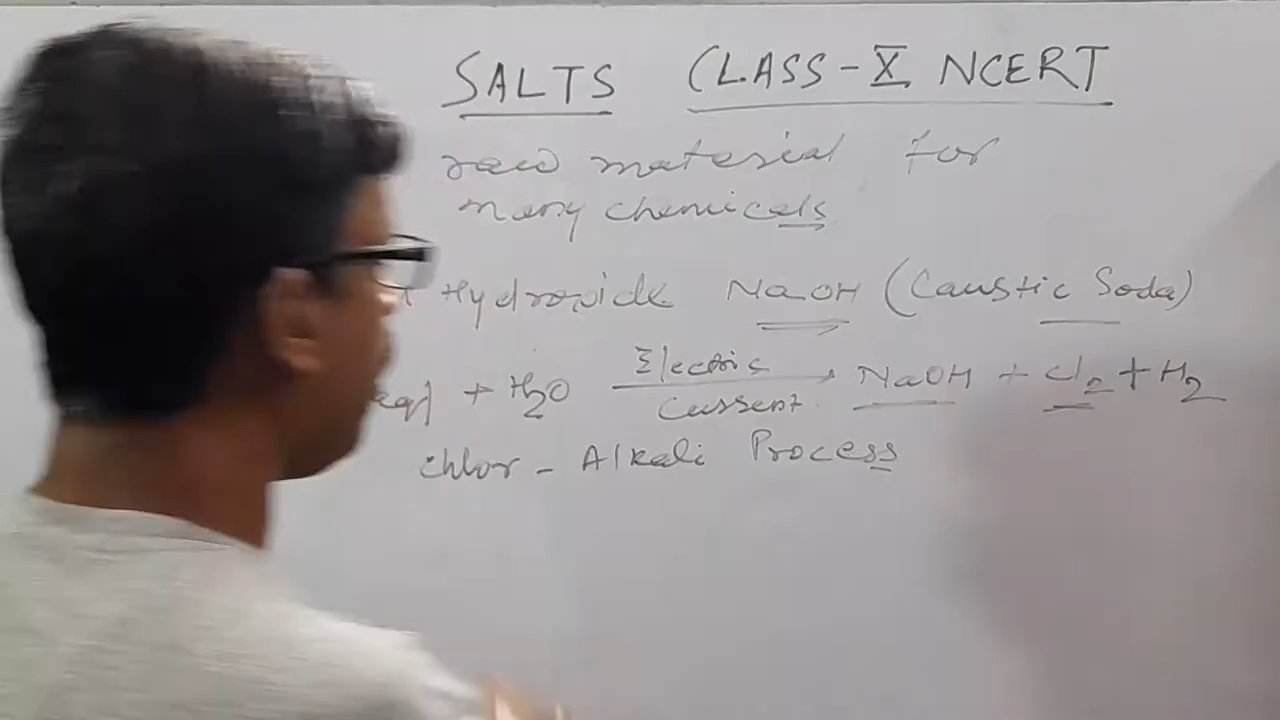 SALTS CLASS-X NCERT
raw material for
many chemicals
Hydroxide NaOH (Caustic Soda)
aq) + H2O Electric Current → NaOH + Cl2 + H2
chlor - Alkali Process